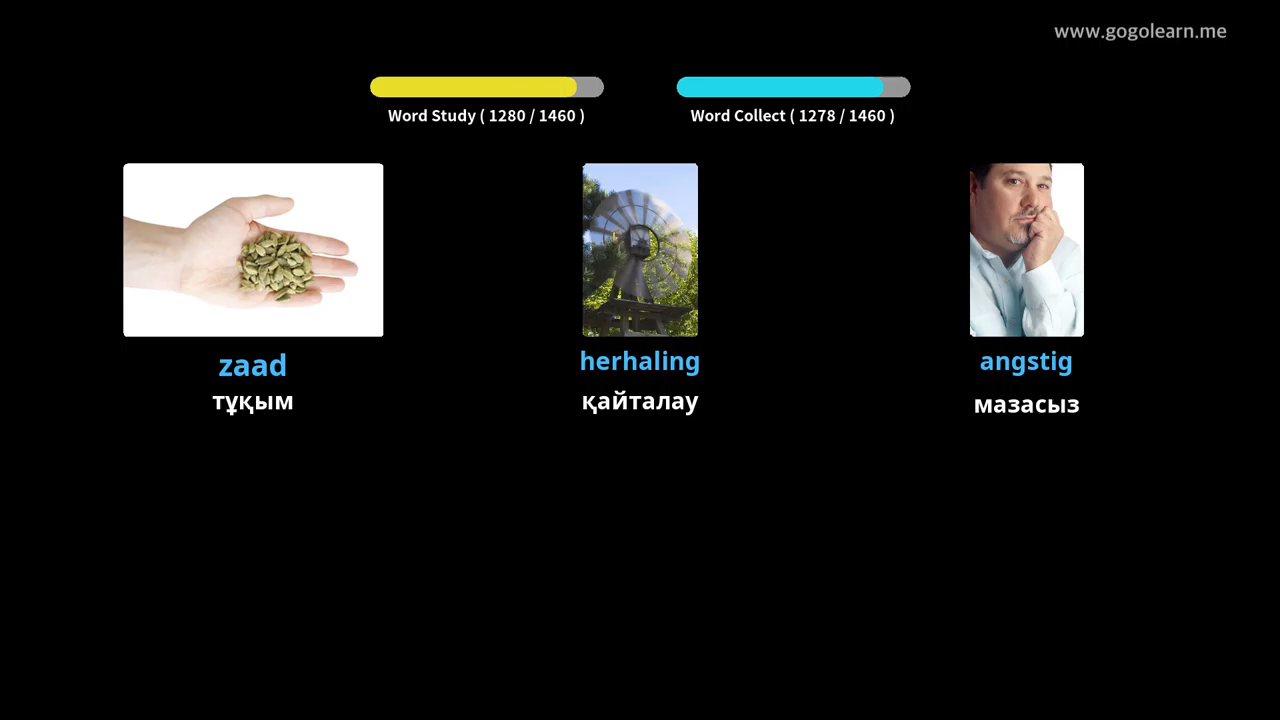 www.gogolearn.me
Word Study ( 1280 / 1460 )
Word Collect ( 1278 / 1460 )
zaad
тұқым
herhaling
қайталау
angstig
мазасыз